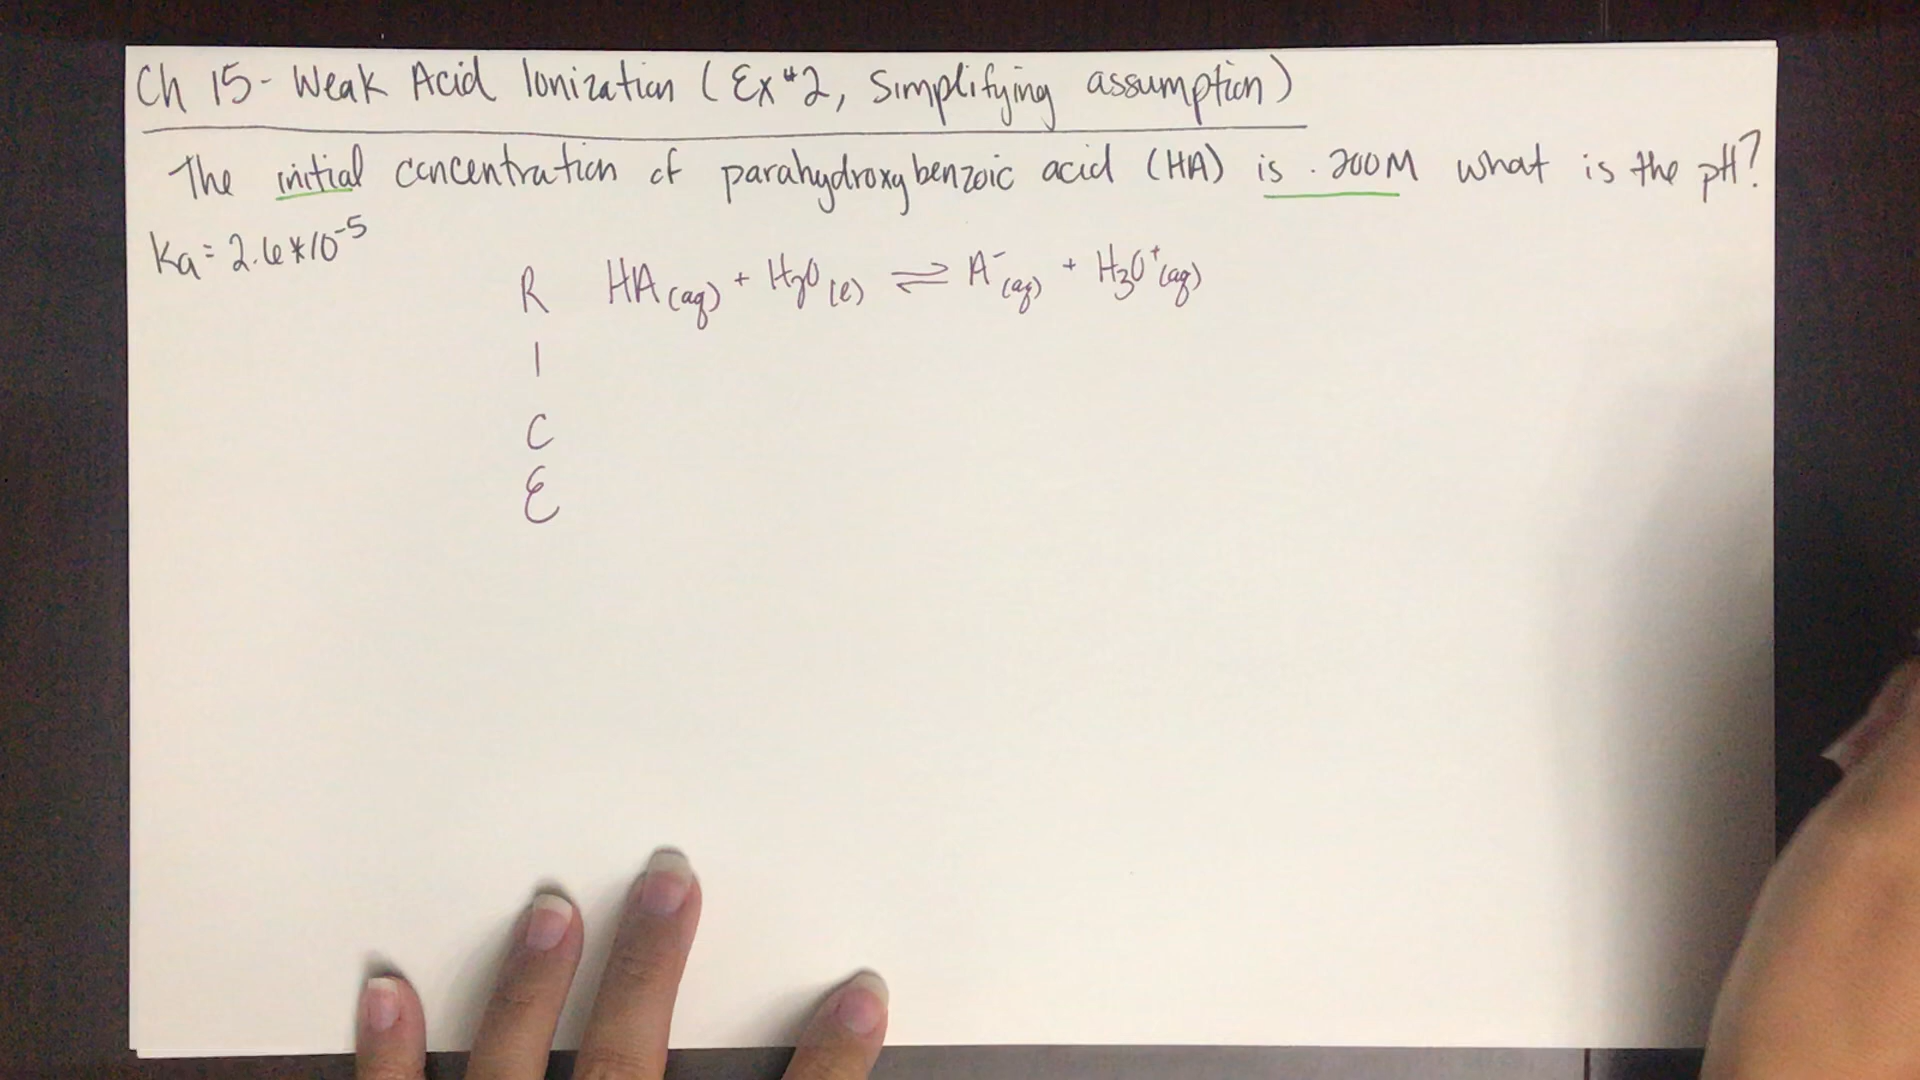 Ch 15 - Weak Acid Ionization (Ex #2, Simplifying assumption)
The initial concentration of parahydroxybenzoic acid (HA) is .200M what is the pH?
Ka = 2.6*10⁻⁵
R HA(aq) + H₂O(l) ⇌ A⁻(aq) + H₃O⁺(aq)
I
C
E